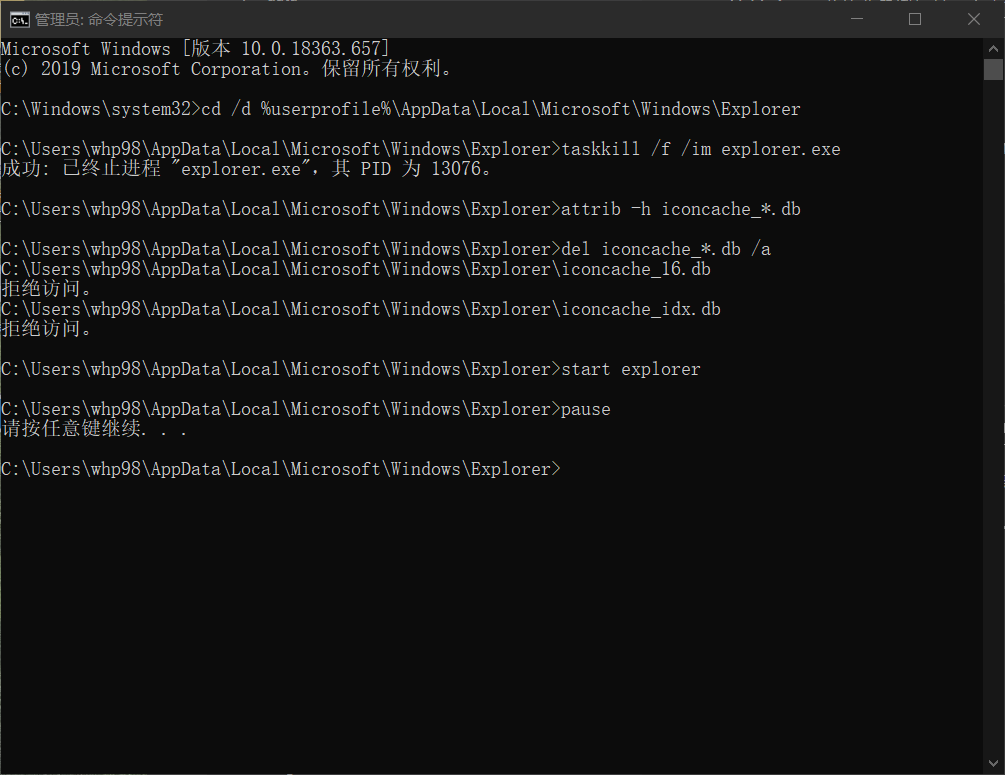 管理员: 命令提示符
Microsoft Windows [版本 10.0.18363.657]
(c) 2019 Microsoft Corporation。保留所有权利。
C:\Windows\system32>cd /d %userprofile%\AppData\Local\Microsoft\Windows\Explorer
C:\Users\whp98\AppData\Local\Microsoft\Windows\Explorer>taskkill /f /im explorer.exe
成功: 已终止进程 "explorer.exe"，其 PID 为 13076。
C:\Users\whp98\AppData\Local\Microsoft\Windows\Explorer>attrib -h iconcache_*.db
C:\Users\whp98\AppData\Local\Microsoft\Windows\Explorer>del iconcache_*.db /a
C:\Users\whp98\AppData\Local\Microsoft\Windows\Explorer\iconcache_16.db
拒绝访问。
C:\Users\whp98\AppData\Local\Microsoft\Windows\Explorer\iconcache_idx.db
拒绝访问。
C:\Users\whp98\AppData\Local\Microsoft\Windows\Explorer>start explorer
C:\Users\whp98\AppData\Local\Microsoft\Windows\Explorer>pause
请按任意键继续. . .
C:\Users\whp98\AppData\Local\Microsoft\Windows\Explorer>